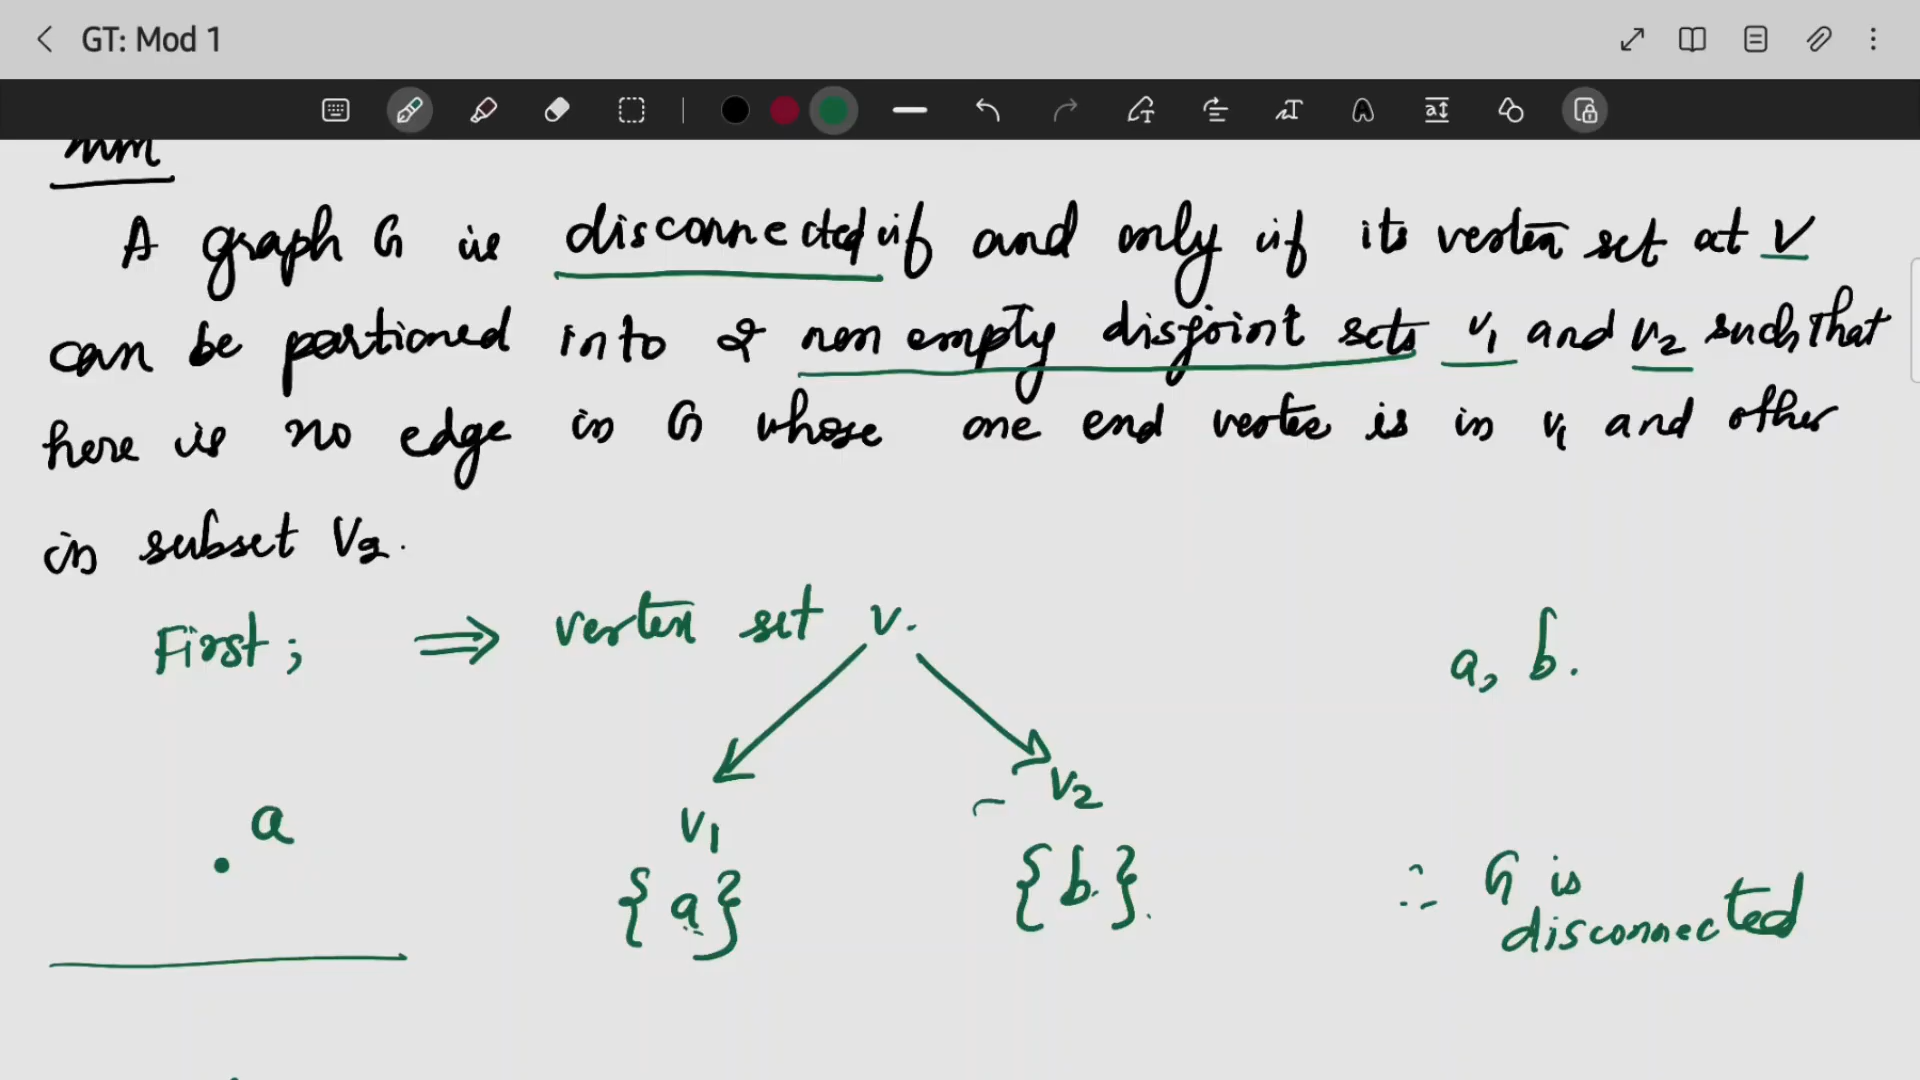 GT: Mod 1
A graph G is disconnected if and only if its vertex set at V
can be partioned into 2 non empty disjoint sets V1 and V2 such that
here is no edge in G whose one end vertex is in V1 and other
in subset V2.
First; ⇒ vertex set V. a, b.
a V1 V2
{a} {b}. ∴ G is
disconnected